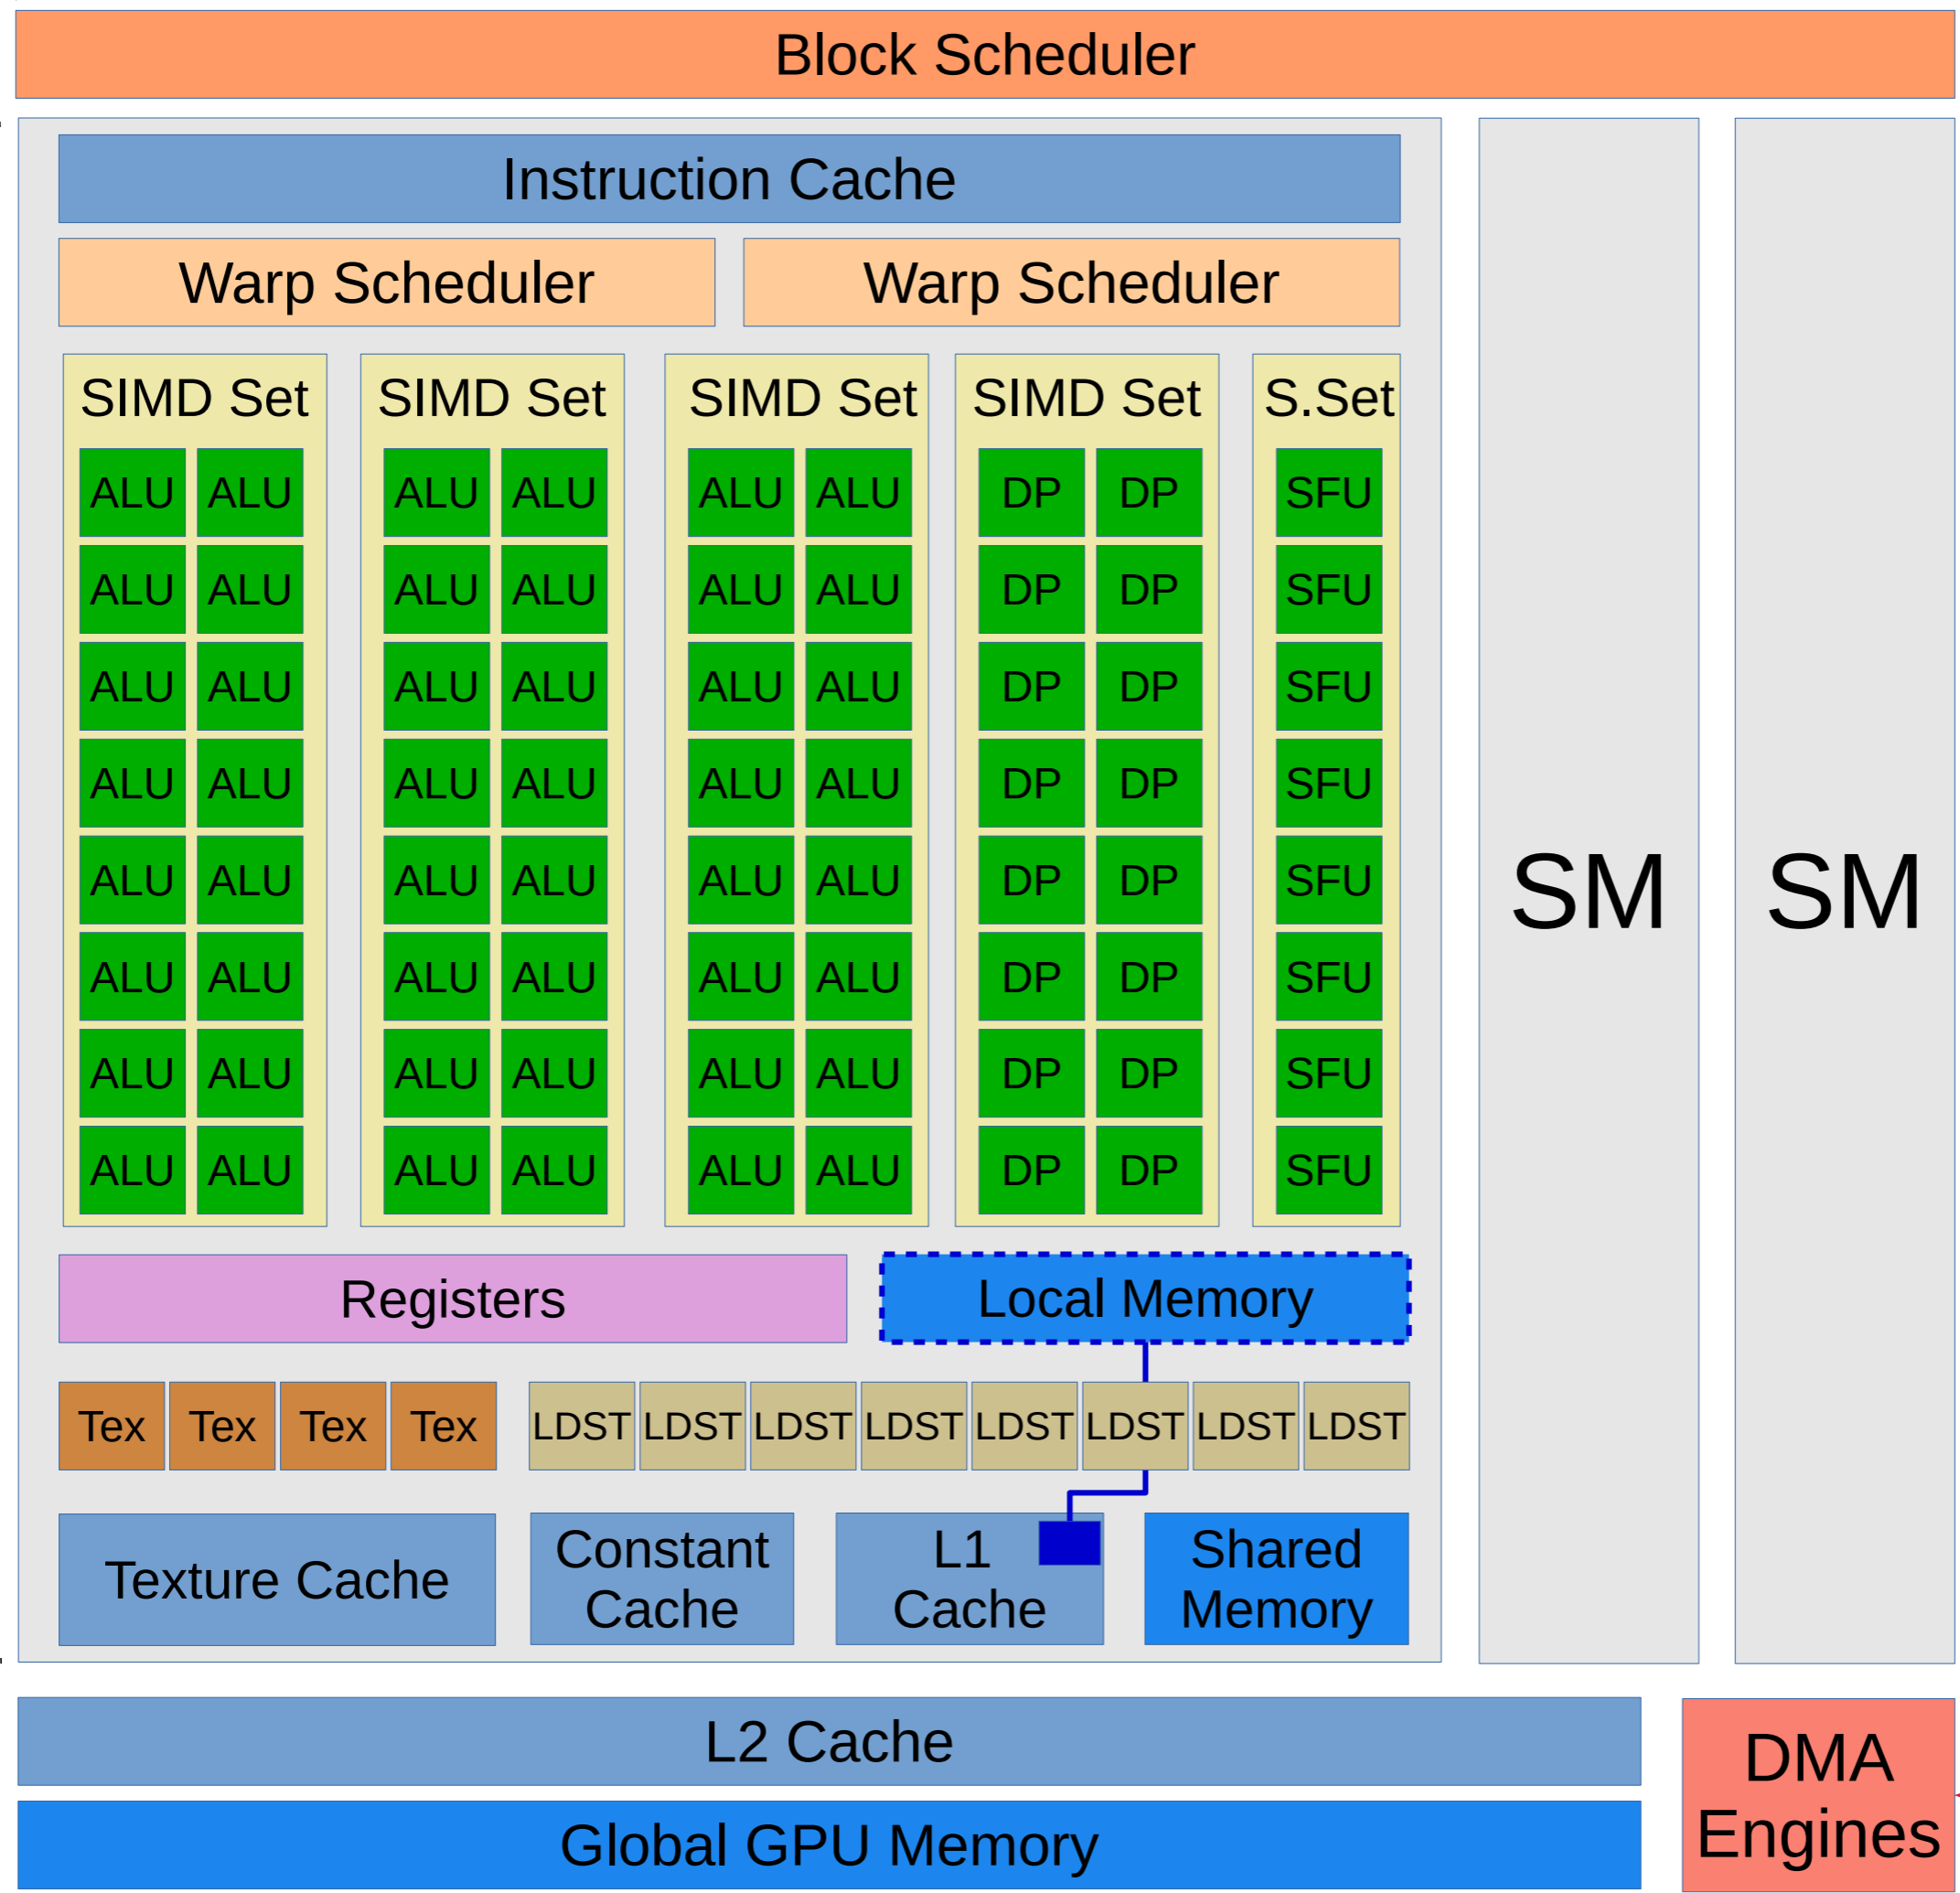 Block Scheduler
Instruction Cache
Warp Scheduler Warp Scheduler
SIMD Set SIMD Set SIMD Set SIMD Set S.Set
ALU ALU ALU ALU ALU ALU DP DP SFU
ALU ALU ALU ALU ALU ALU DP DP SFU
ALU ALU ALU ALU ALU ALU DP DP SFU
ALU ALU ALU ALU ALU ALU DP DP SFU
ALU ALU ALU ALU ALU ALU DP DP SFU
ALU ALU ALU ALU ALU ALU DP DP SFU
ALU ALU ALU ALU ALU ALU DP DP SFU
ALU ALU ALU ALU ALU ALU DP DP SFU
Registers Local Memory
Tex Tex Tex Tex LDST LDST LDST LDST LDST LDST LDST LDST
Texture Cache
Constant
Cache
L1
Cache
Shared
Memory
SM
SM
L2 Cache
Global GPU Memory
DMA
Engines